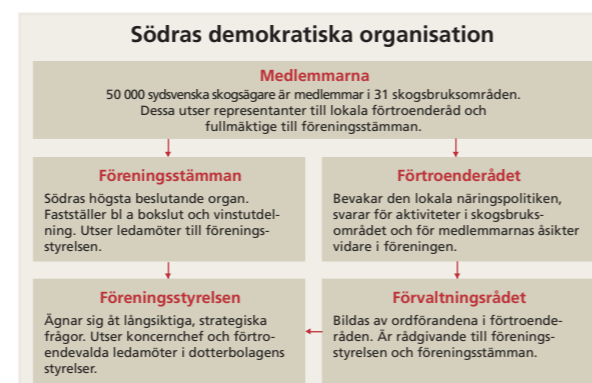 Södras demokratiska organisation
Medlemmarna
50 000 sydsvenska skogsägare är medlemmar i 31 skogsbruksområden.
Dessa utser representanter till lokala förtroenderåd och
fullmäktige till föreningsstämman.
Föreningsstämman
Södras högsta beslutande organ.
Fastställer bl a bokslut och vinstutdel-
ning. Utser ledamöter till förenings-
styrelsen.
Förtroenderådet
Bevakar den lokala näringspolitiken,
svarar för aktiviteter i skogsbruks-
området och för medlemmarnas åsikter
vidare i föreningen.
Föreningsstyrelsen
Ägnar sig åt långsiktiga, strategiska
frågor. Utser koncernchef och förtro-
endevalda ledamöter i dotterbolagens
styrelser.
Förvaltningsrådet
Bildas av ordförandena i förtroende-
råden. Är rådgivande till förenings-
styrelsen och föreningsstämman.